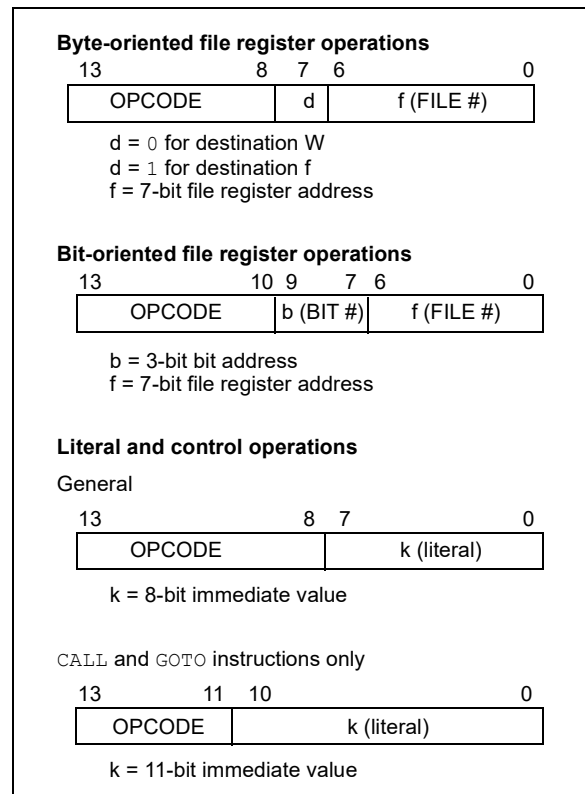 Byte-oriented file register operations
13 8 7 6 0
OPCODE d f (FILE #)
d = 0 for destination W
d = 1 for destination f
f = 7-bit file register address
Bit-oriented file register operations
13 10 9 7 6 0
OPCODE b (BIT #) f (FILE #)
b = 3-bit bit address
f = 7-bit file register address
Literal and control operations
General
13 8 7 0
OPCODE k (literal)
k = 8-bit immediate value
CALL and GOTO instructions only
13 11 10 0
OPCODE k (literal)
k = 11-bit immediate value